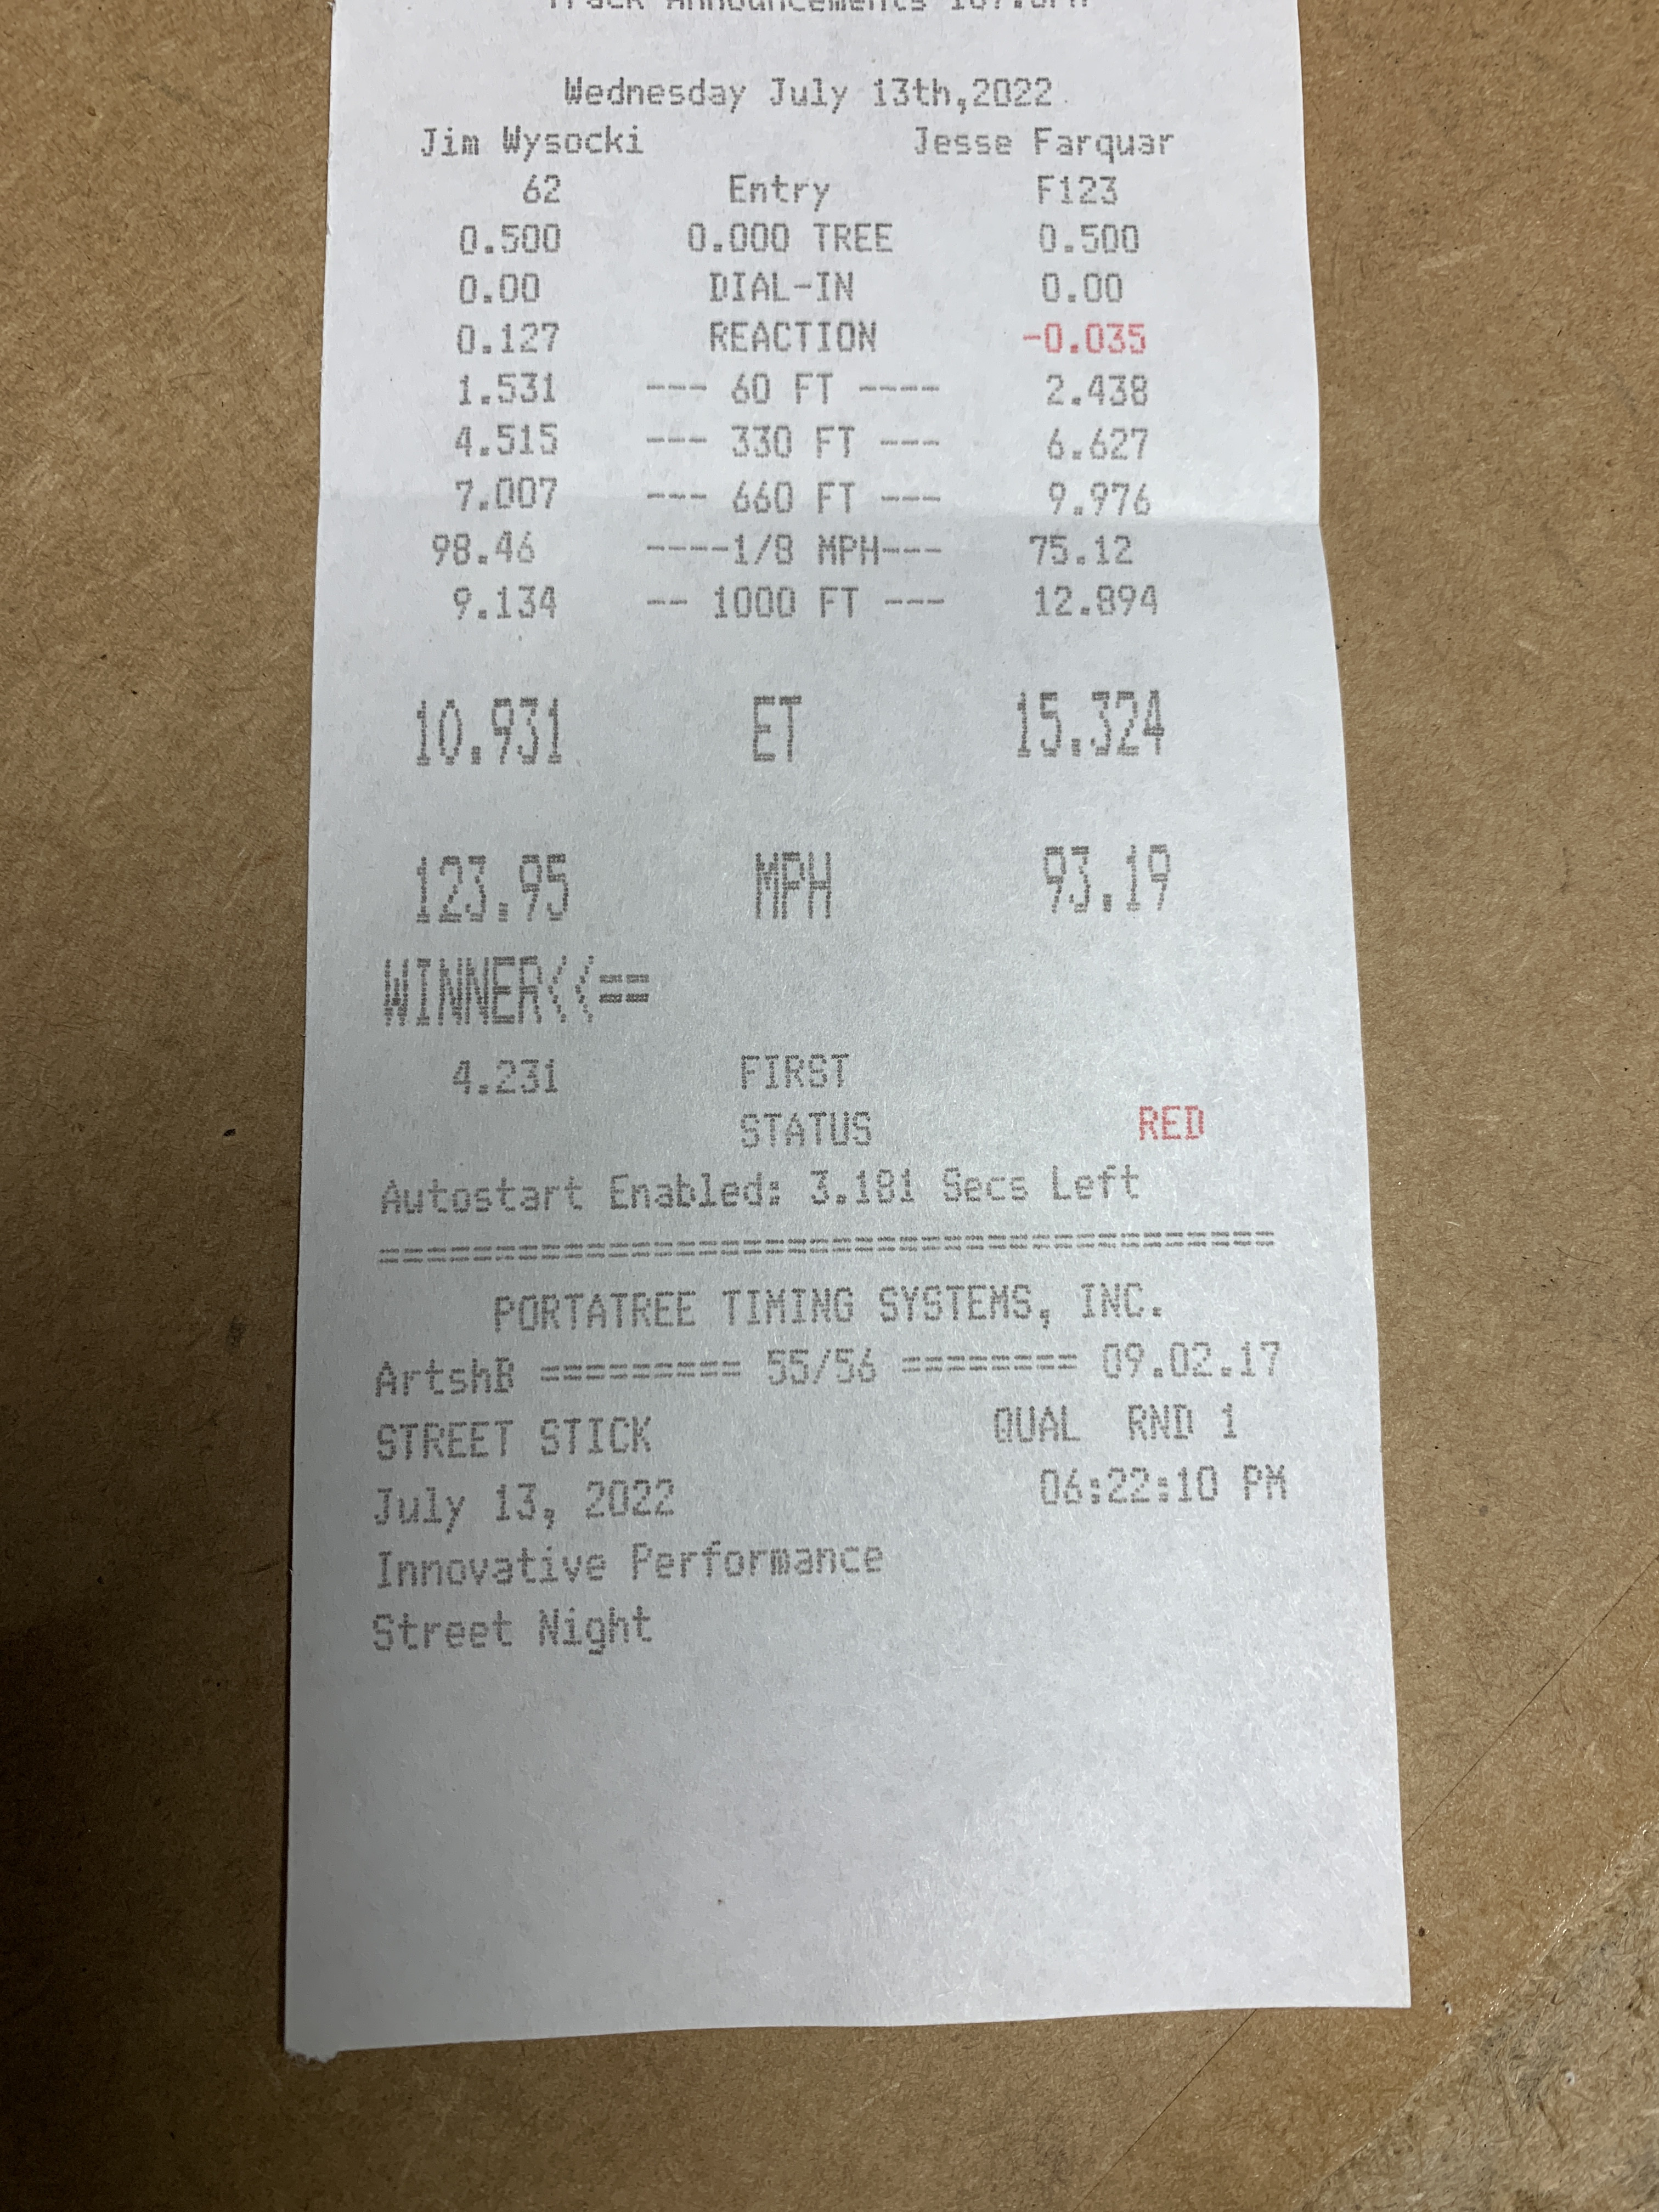 Track Announcements
Wednesday July 13th,2022
Jim Wysocki Jesse Farquar
62 Entry F123
0.500 0.000 TREE 0.500
0.00 DIAL-IN 0.00
0.127 REACTION -0.035
1.531 --- 60 FT ---- 2.438
4.515 --- 330 FT --- 6.627
7.007 --- 660 FT --- 9.976
98.46 ----1/8 MPH--- 75.12
9.134 -- 1000 FT --- 12.894
10.931 ET 15.324
123.95 MPH 93.19
WINNER<<==
4.231 FIRST
STATUS RED
Autostart Enabled: 3.181 Secs Left
=======================================
PORTATREE TIMING SYSTEMS, INC.
ArtshB ========= 55/56 ======== 09.02.17
STREET STICK QUAL RND 1
July 13, 2022 06:22:10 PM
Innovative Performance
Street Night